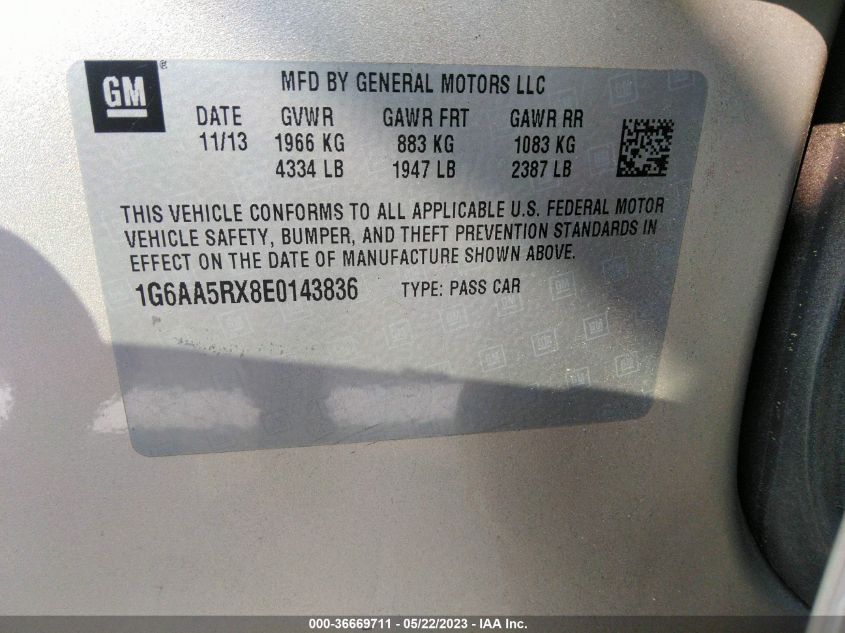 GM
MFD BY GENERAL MOTORS LLC
DATE GVWR GAWR FRT GAWR RR
11/13 1966 KG 883 KG 1083 KG
4334 LB 1947 LB 2387 LB
THIS VEHICLE CONFORMS TO ALL APPLICABLE U.S. FEDERAL MOTOR
VEHICLE SAFETY, BUMPER, AND THEFT PREVENTION STANDARDS IN
EFFECT ON THE DATE OF MANUFACTURE SHOWN ABOVE.
1G6AA5RX8E0143836 TYPE: PASS CAR
000-36669711 - 05/22/2023 - IAA Inc.